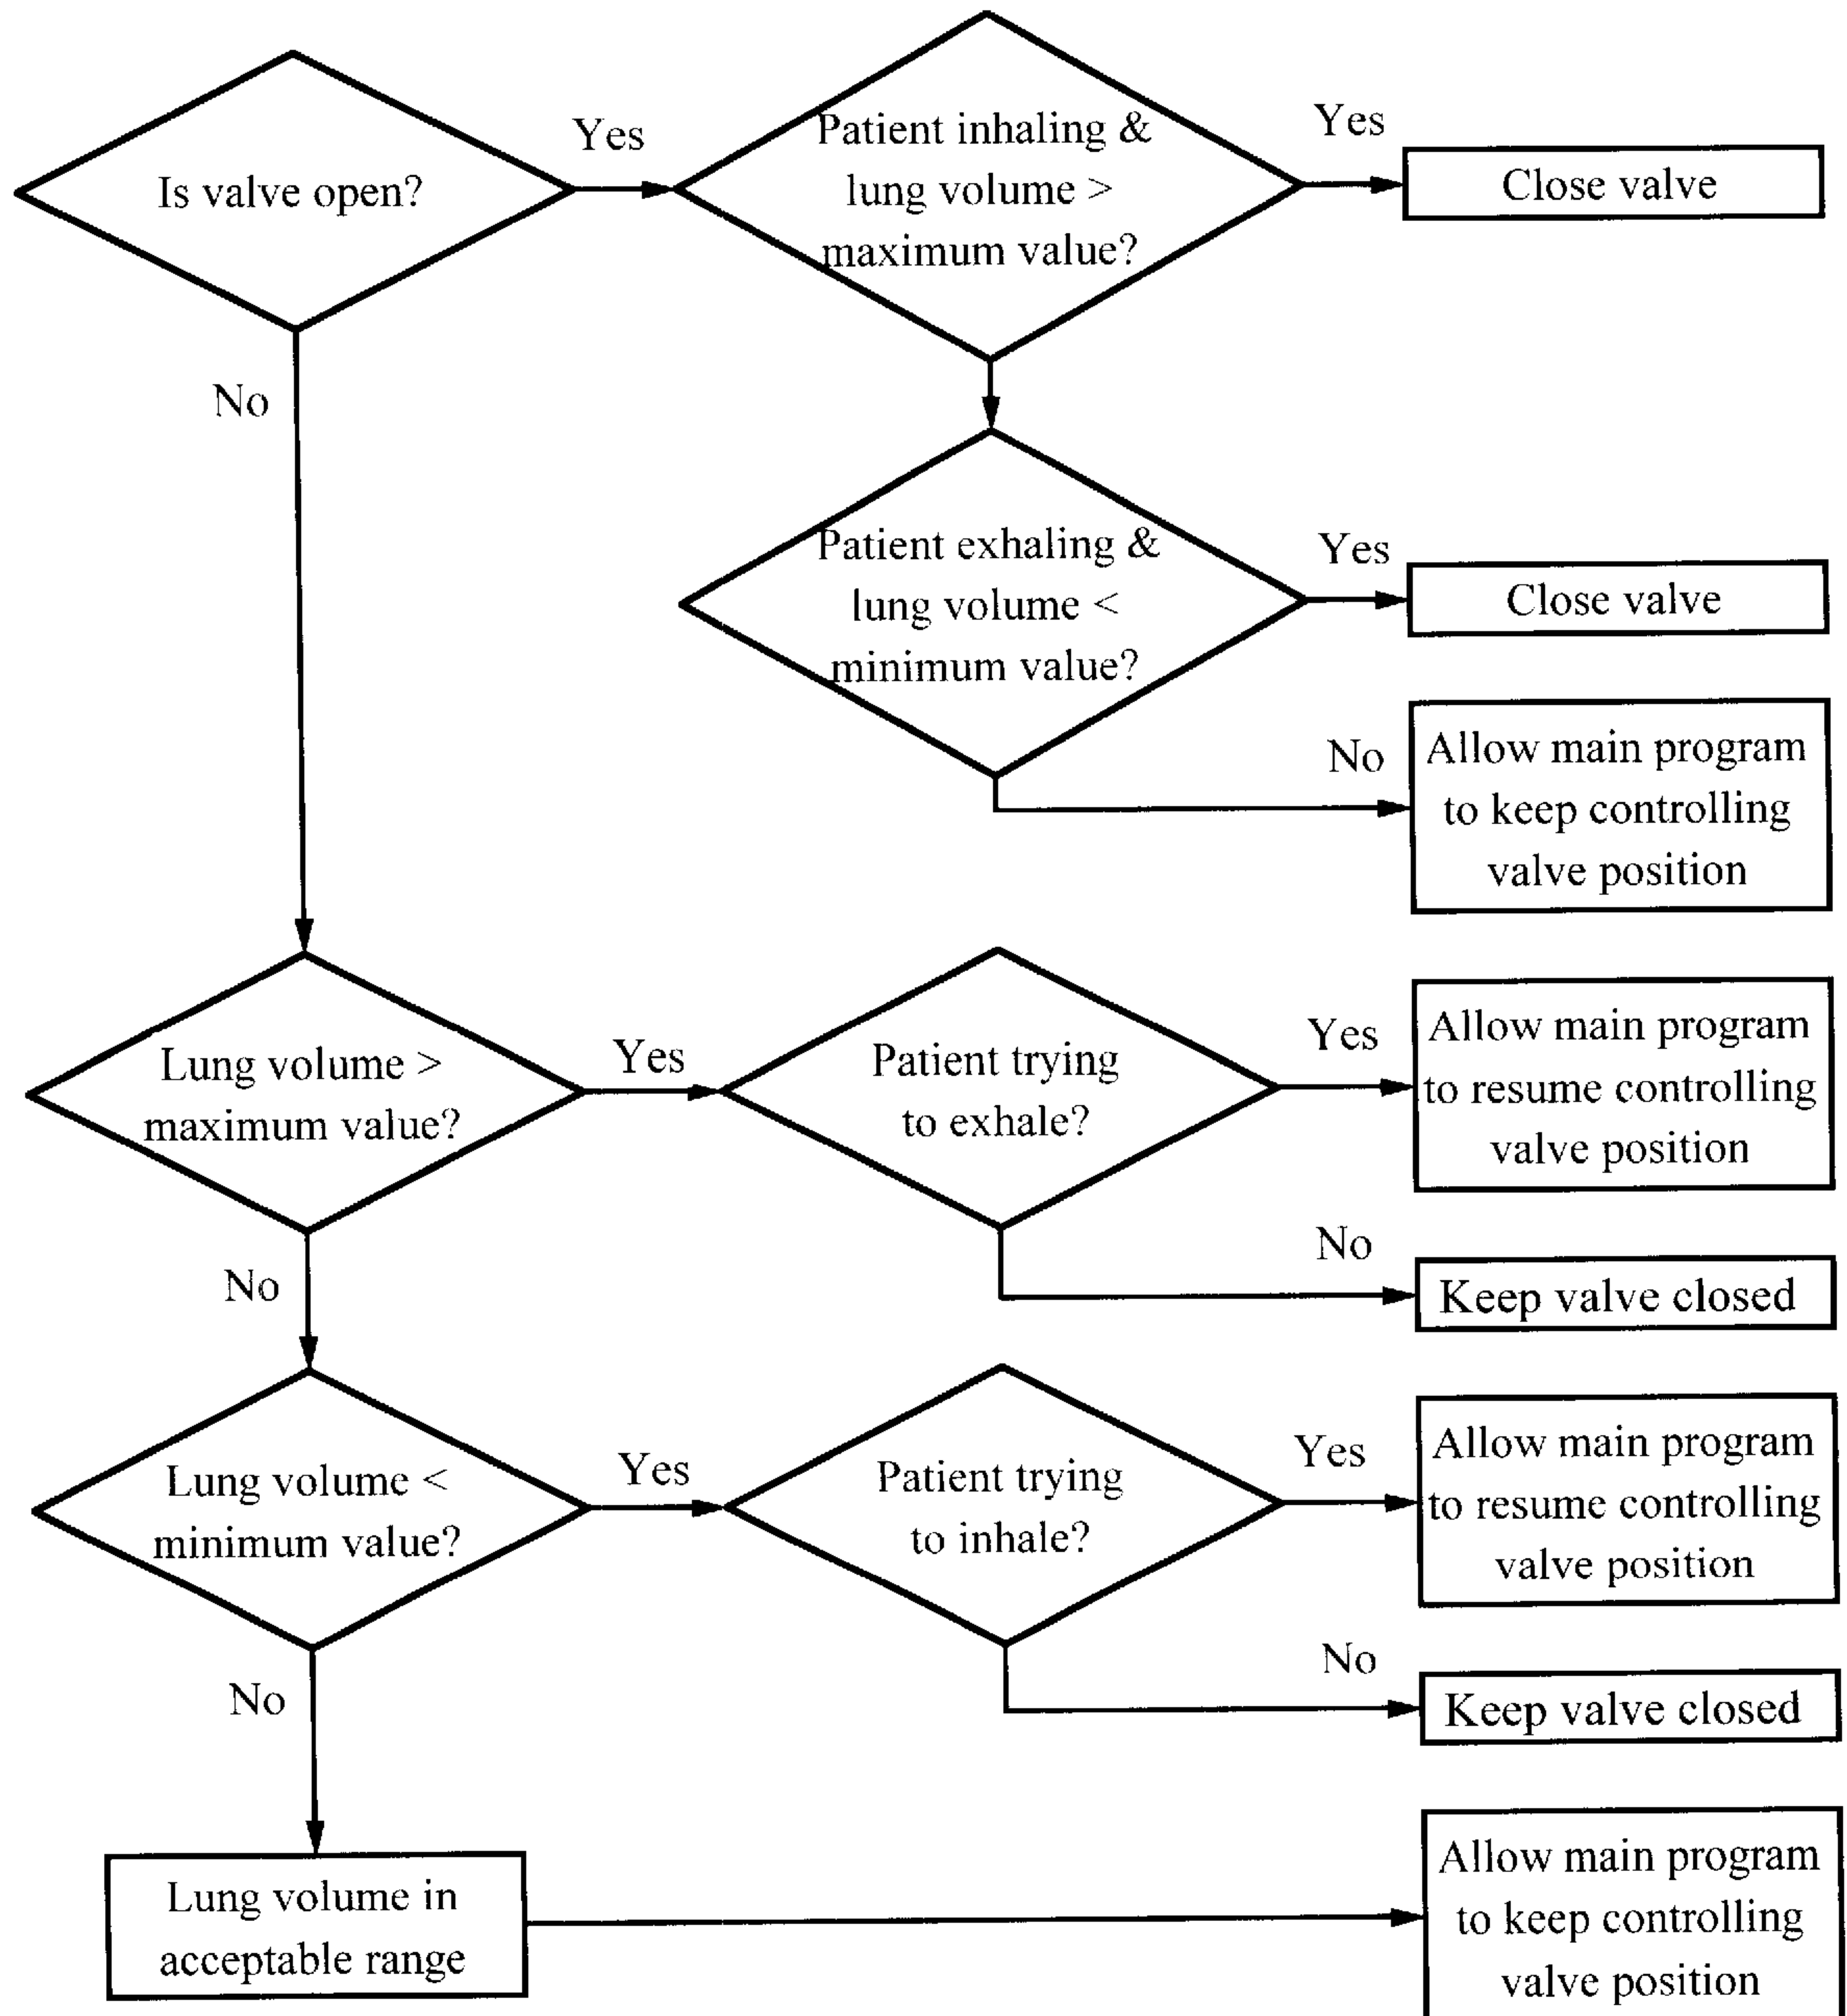 Is valve open?
Yes
Patient inhaling &
lung volume >
maximum value?
Yes
Close valve
No
Patient exhaling &
lung volume <
minimum value?
Yes
Close valve
No
Allow main program
to keep controlling
valve position
Lung volume >
maximum value?
Yes
Patient trying
to exhale?
Yes
Allow main program
to resume controlling
valve position
No
Keep valve closed
No
Lung volume <
minimum value?
Yes
Patient trying
to inhale?
Yes
Allow main program
to resume controlling
valve position
No
Keep valve closed
No
Lung volume in
acceptable range
Allow main program
to keep controlling
valve position